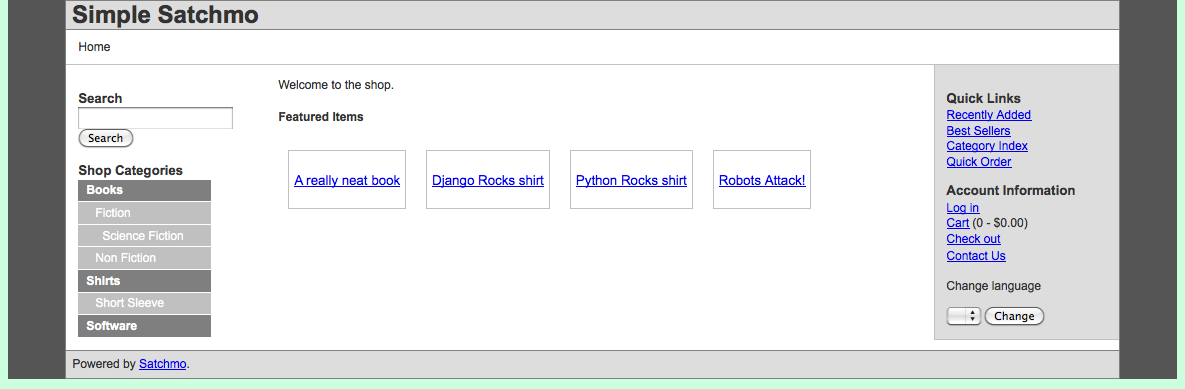 Simple Satchmo
Home
Search
Search
Shop Categories
Books
Fiction
Science Fiction
Non Fiction
Shirts
Short Sleeve
Software
Welcome to the shop.
Featured Items
A really neat book
Django Rocks shirt
Python Rocks shirt
Robots Attack!
Quick Links
Recently Added
Best Sellers
Category Index
Quick Order
Account Information
Log in
Cart (0 - $0.00)
Check out
Contact Us
Change language
Change
Powered by Satchmo.